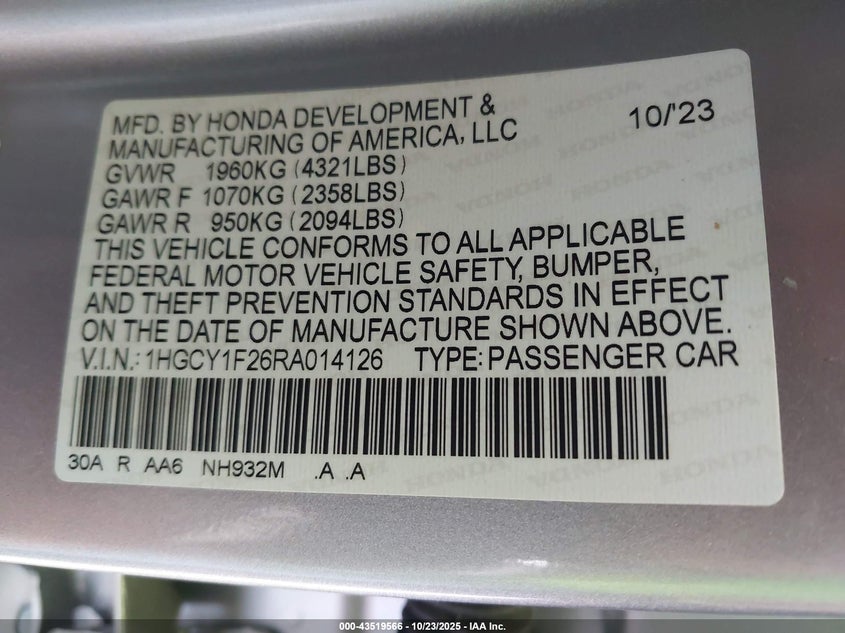 MFD. BY HONDA DEVELOPMENT & 10/'23
MANUFACTURING OF AMERICA, LLC
GVWR 1960KG (4321LBS)
GAWR F 1070KG (2358LBS)
GAWR R 950KG (2094LBS)
THIS VEHICLE CONFORMS TO ALL APPLICABLE
FEDERAL MOTOR VEHICLE SAFETY, BUMPER,
AND THEFT PREVENTION STANDARDS IN EFFECT
ON THE DATE OF MANUFACTURE SHOWN ABOVE.
V.I.N.: 1HGCY1F26RA014126 TYPE: PASSENGER CAR
30A R AA6 NH932M .A .A
HONDA
000-43519566 - 10/23/2025 - IAA Inc.